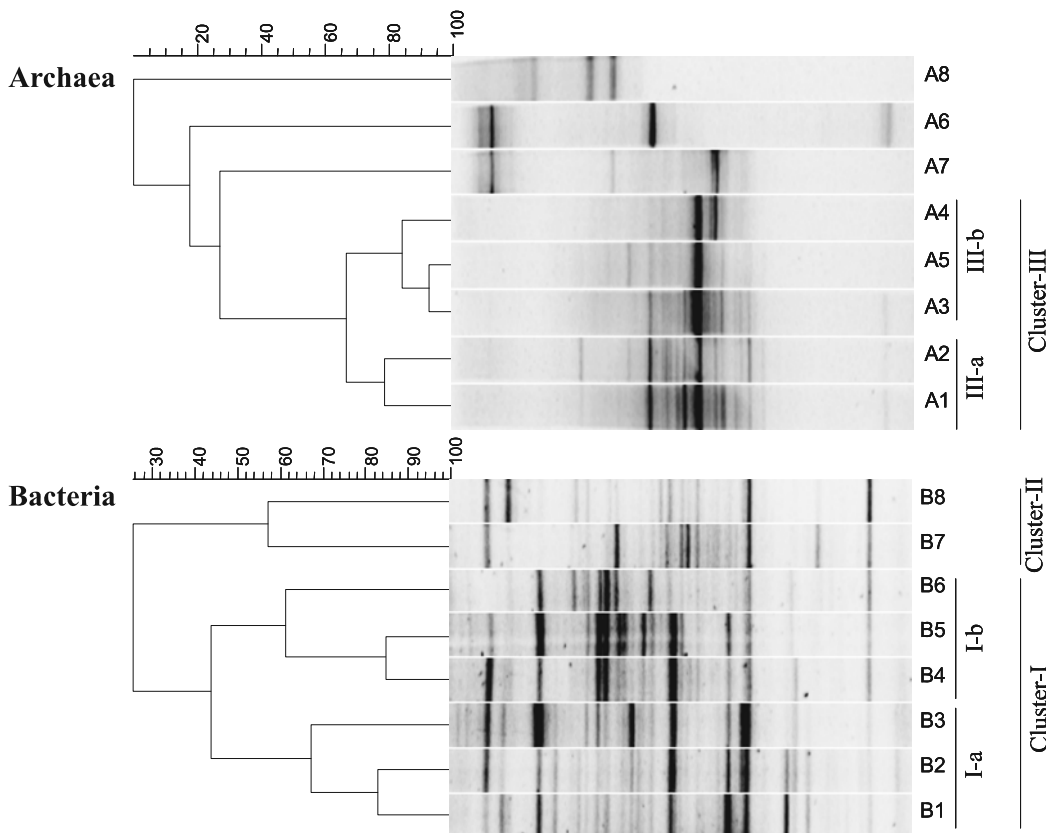 20 40 60 80 100
Archaea
A8
A6
A7
A4
A5
A3
A2
A1
III-b
III-a
Cluster-III
30 40 50 60 70 80 90 100
Bacteria
B8
B7
B6
B5
B4
B3
B2
B1
I-b
I-a
Cluster-II
Cluster-I